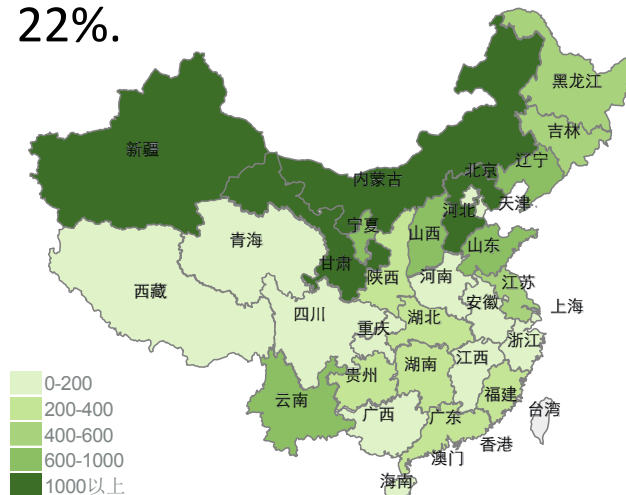 22%.
黑龙江
吉林
新疆
辽宁
北京
内蒙古
天津
河北
宁夏
山西
山东
青海
甘肃
陕西
河南
江苏
西藏
安徽
上海
四川
湖北
重庆
浙江
江西
湖南
贵州
福建
云南
台湾
广西
广东
香港
澳门
海南
0-200
200-400
400-600
600-1000
1000以上